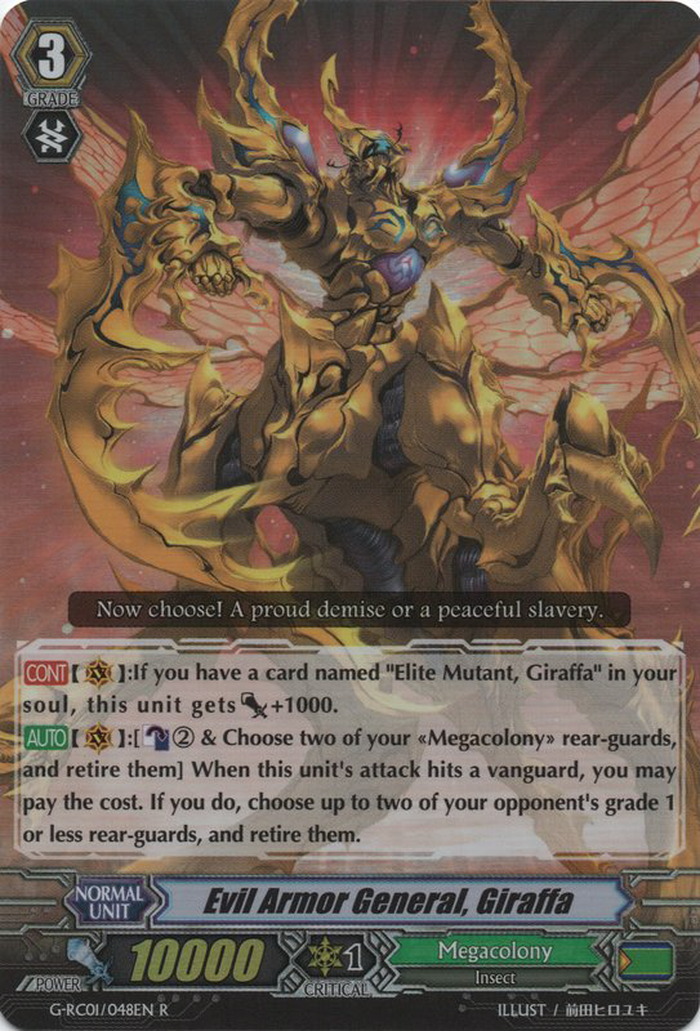 3
GRADE
Now choose! A proud demise or a peaceful slavery.
CONT【 V 】:If you have a card named "Elite Mutant, Giraffa" in your
soul, this unit gets +1000.
AUTO【 V 】:[ ② & Choose two of your «Megacolony» rear-guards,
and retire them] When this unit's attack hits a vanguard, you may
pay the cost. If you do, choose up to two of your opponent's grade 1
or less rear-guards, and retire them.
NORMAL
UNIT
Evil Armor General, Giraffa
POWER 10000
1
CRITICAL
Megacolony
Insect
G-RC01/048EN R
ILLUST / 前田ヒロユキ